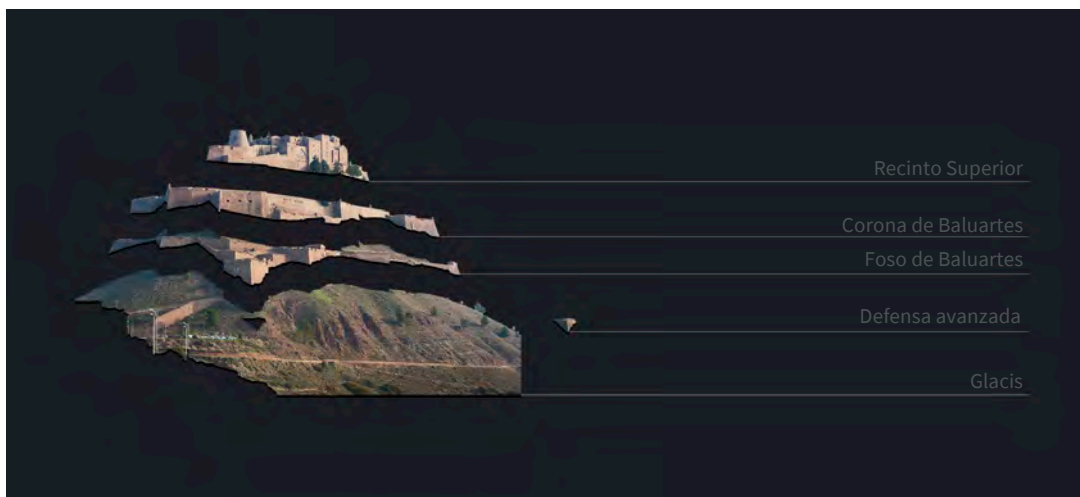 Recinto Superior
Corona de Baluartes
Foso de Baluartes
Defensa avanzada
Glacis